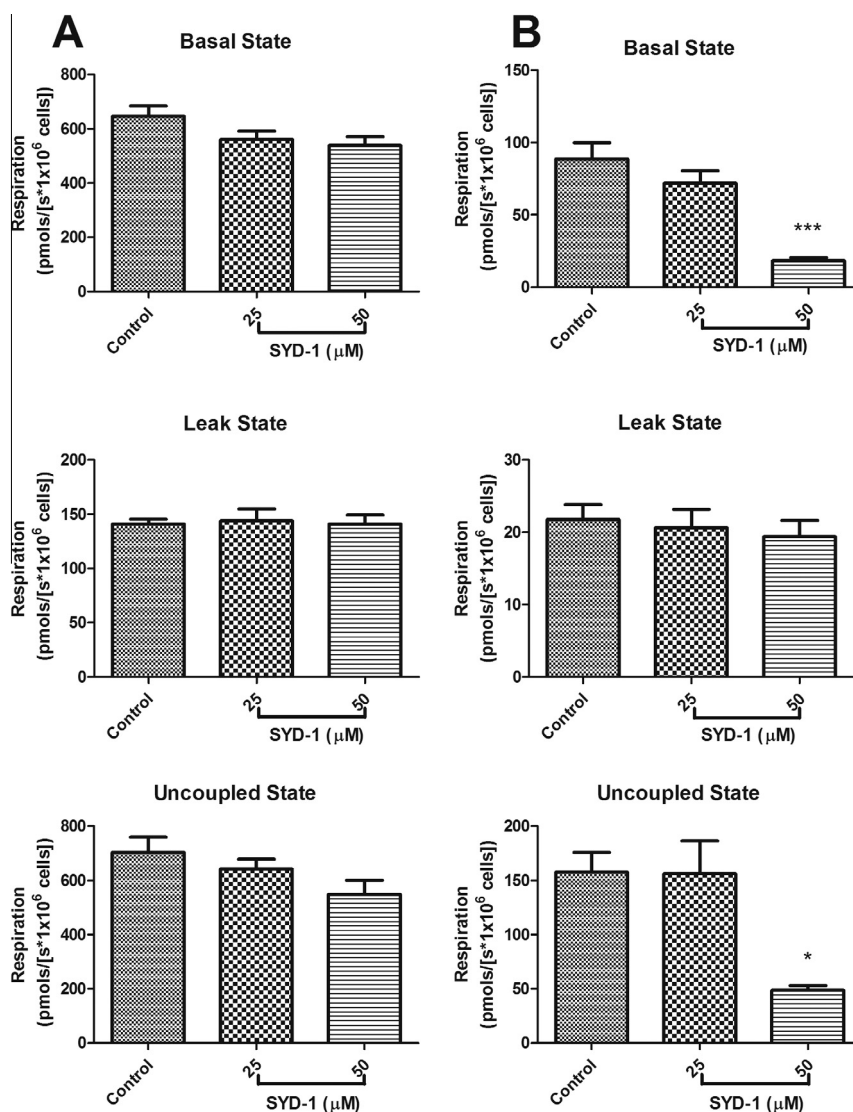 A
Basal State
Respiration
(pmols/[s*1x10⁶ cells])
800
600
400
200
0
Control
25
50
SYD-1 (μM)
B
Basal State
Respiration
(pmols/[s*1x10⁶ cells])
150
100
50
0
***
Control
25
50
SYD-1 (μM)
Leak State
Respiration
(pmols/[s*1x10⁶ cells])
200
150
100
50
0
Control
25
50
SYD-1 (μM)
Leak State
Respiration
(pmols/[s*1x10⁶ cells])
30
20
10
0
Control
25
50
SYD-1 (μM)
Uncoupled State
Respiration
(pmols/[s*1x10⁶ cells])
800
600
400
200
0
Control
25
50
SYD-1 (μM)
Uncoupled State
Respiration
(pmols/[s*1x10⁶ cells])
200
150
100
50
0
*
Control
25
50
SYD-1 (μM)